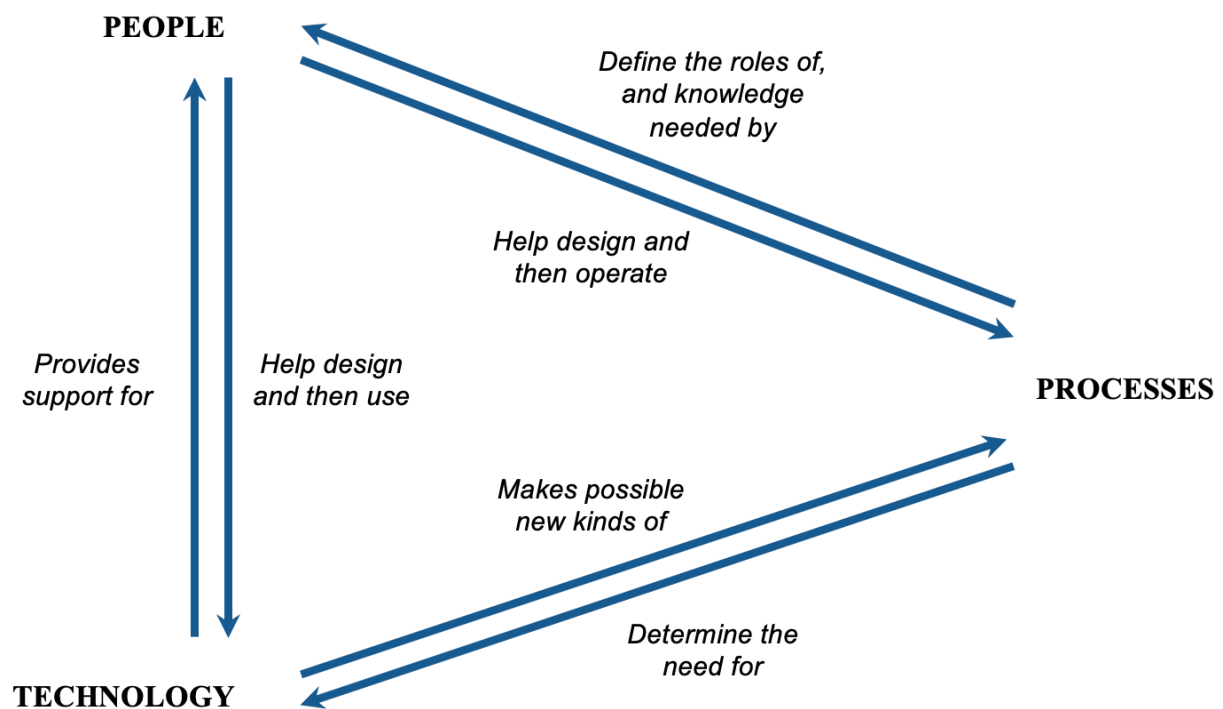 PEOPLE
Define the roles of,
and knowledge
needed by
Help design and
then operate
Provides
support for
Help design
and then use
PROCESSES
Makes possible
new kinds of
Determine the
need for
TECHNOLOGY